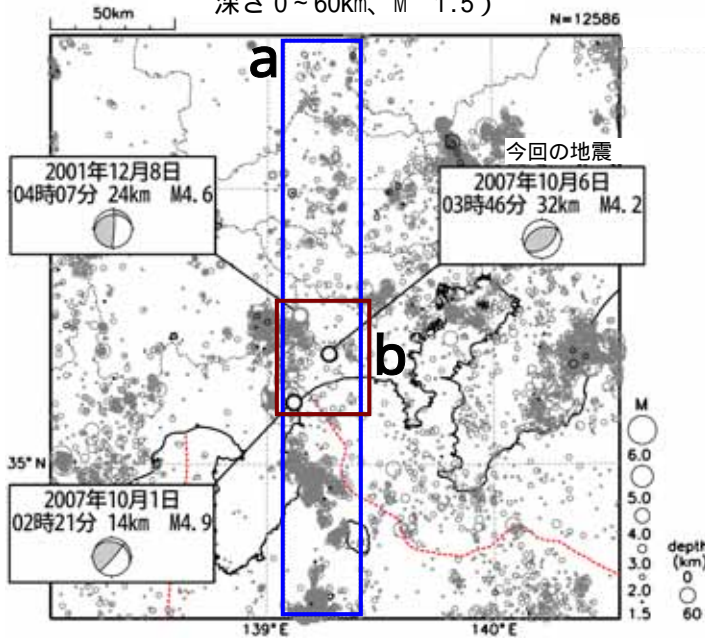 深さ0~60km、M 1.5)
50km
N=12586
a
今回の地震
2001年12月8日
04時07分 24km M4.6
2007年10月6日
03時46分 32km M4.2
b
M
6.0
5.0
4.0
3.0
2.0
1.5
35°N
2007年10月1日
02時21分 14km M4.9
depth
(km)
0
60
139°E
140°E